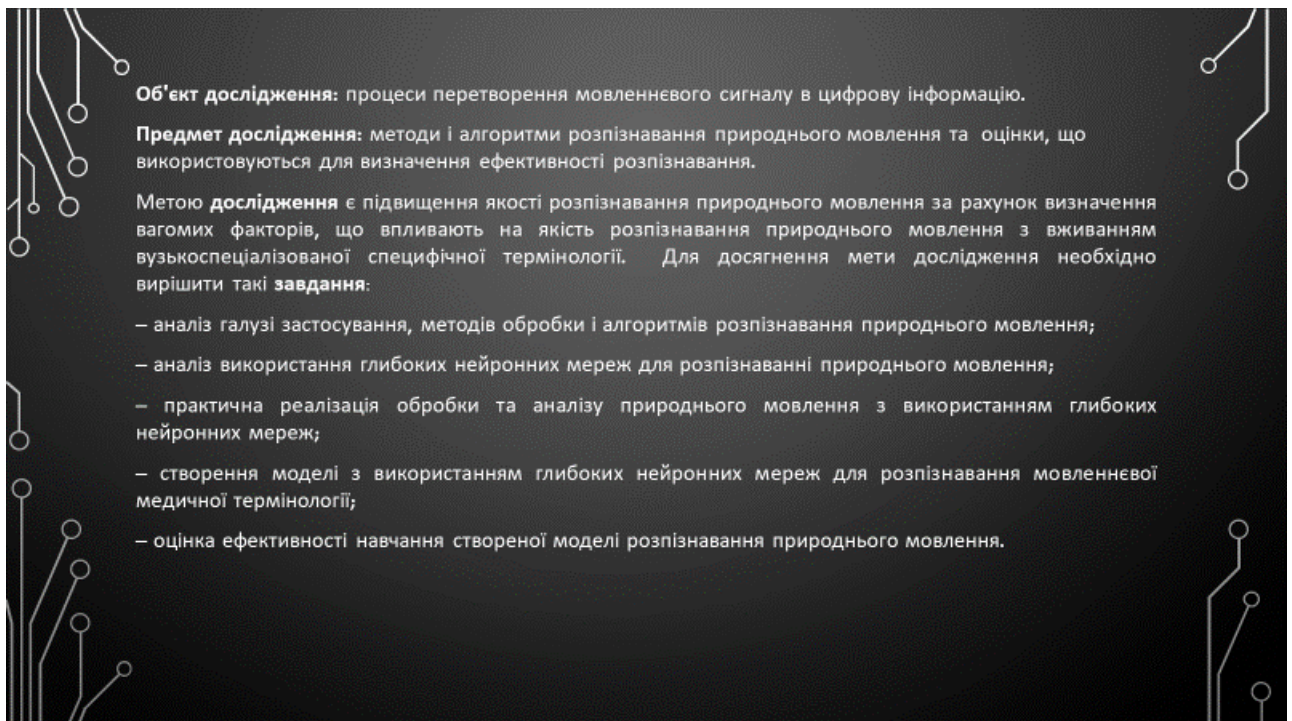 Об'єкт дослідження: процеси перетворення мовленнєвого сигналу в цифрову інформацію.
Предмет дослідження: методи і алгоритми розпізнавання природнього мовлення та оцінки, що
використовуються для визначення ефективності розпізнавання.
Метою дослідження є підвищення якості розпізнавання природнього мовлення за рахунок визначення
вагомих факторів, що впливають на якість розпізнавання природнього мовлення з вживанням
вузькоспеціалізованої специфічної термінології. Для досягнення мети дослідження необхідно
вирішити такі завдання:
– аналіз галузі застосування, методів обробки і алгоритмів розпізнавання природнього мовлення;
– аналіз використання глибоких нейронних мереж для розпізнаванні природнього мовлення;
– практична реалізація обробки та аналізу природнього мовлення з використанням глибоких
нейронних мереж;
– створення моделі з використанням глибоких нейронних мереж для розпізнавання мовленнєвої
медичної термінології;
– оцінка ефективності навчання створеної моделі розпізнавання природнього мовлення.